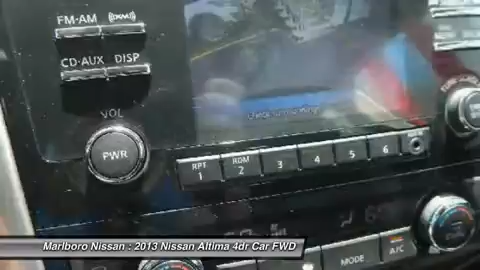 FM·AM
CD·AUX DISP
VOL
PWR
RPT RDM
1 2 3 4 5 6
MODE A/C
Marlboro Nissan : 2013 Nissan Altima 4dr Car FWD